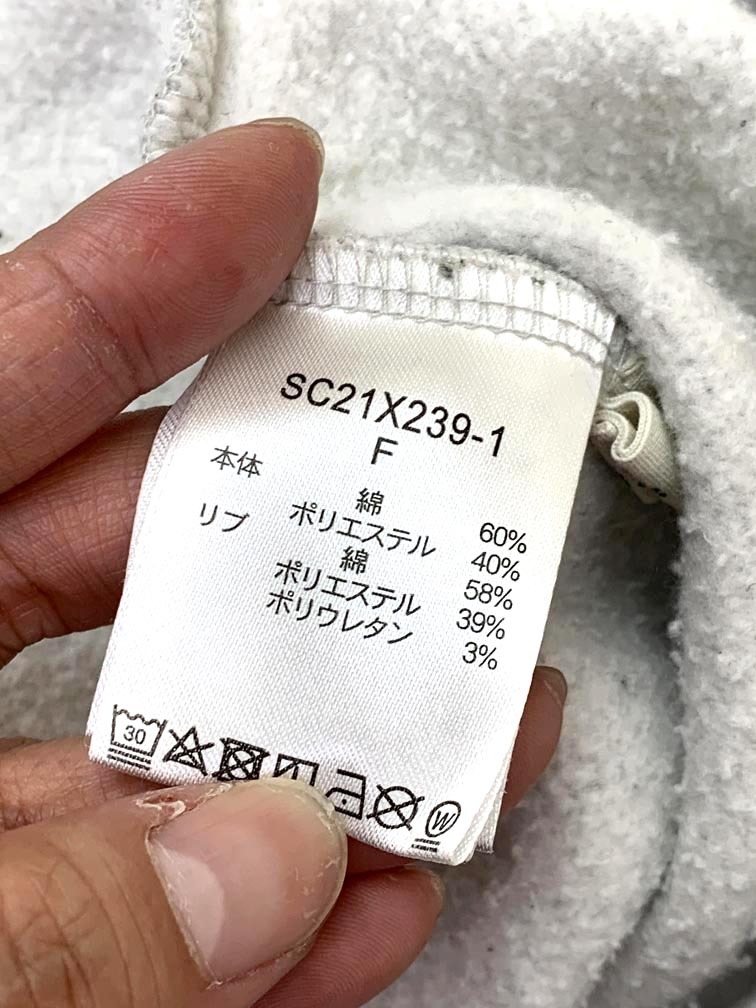 SC21X239-1
F
本体 綿 60%
ポリエステル 40%
リブ 綿 58%
ポリエステル 39%
ポリウレタン 3%
30
W